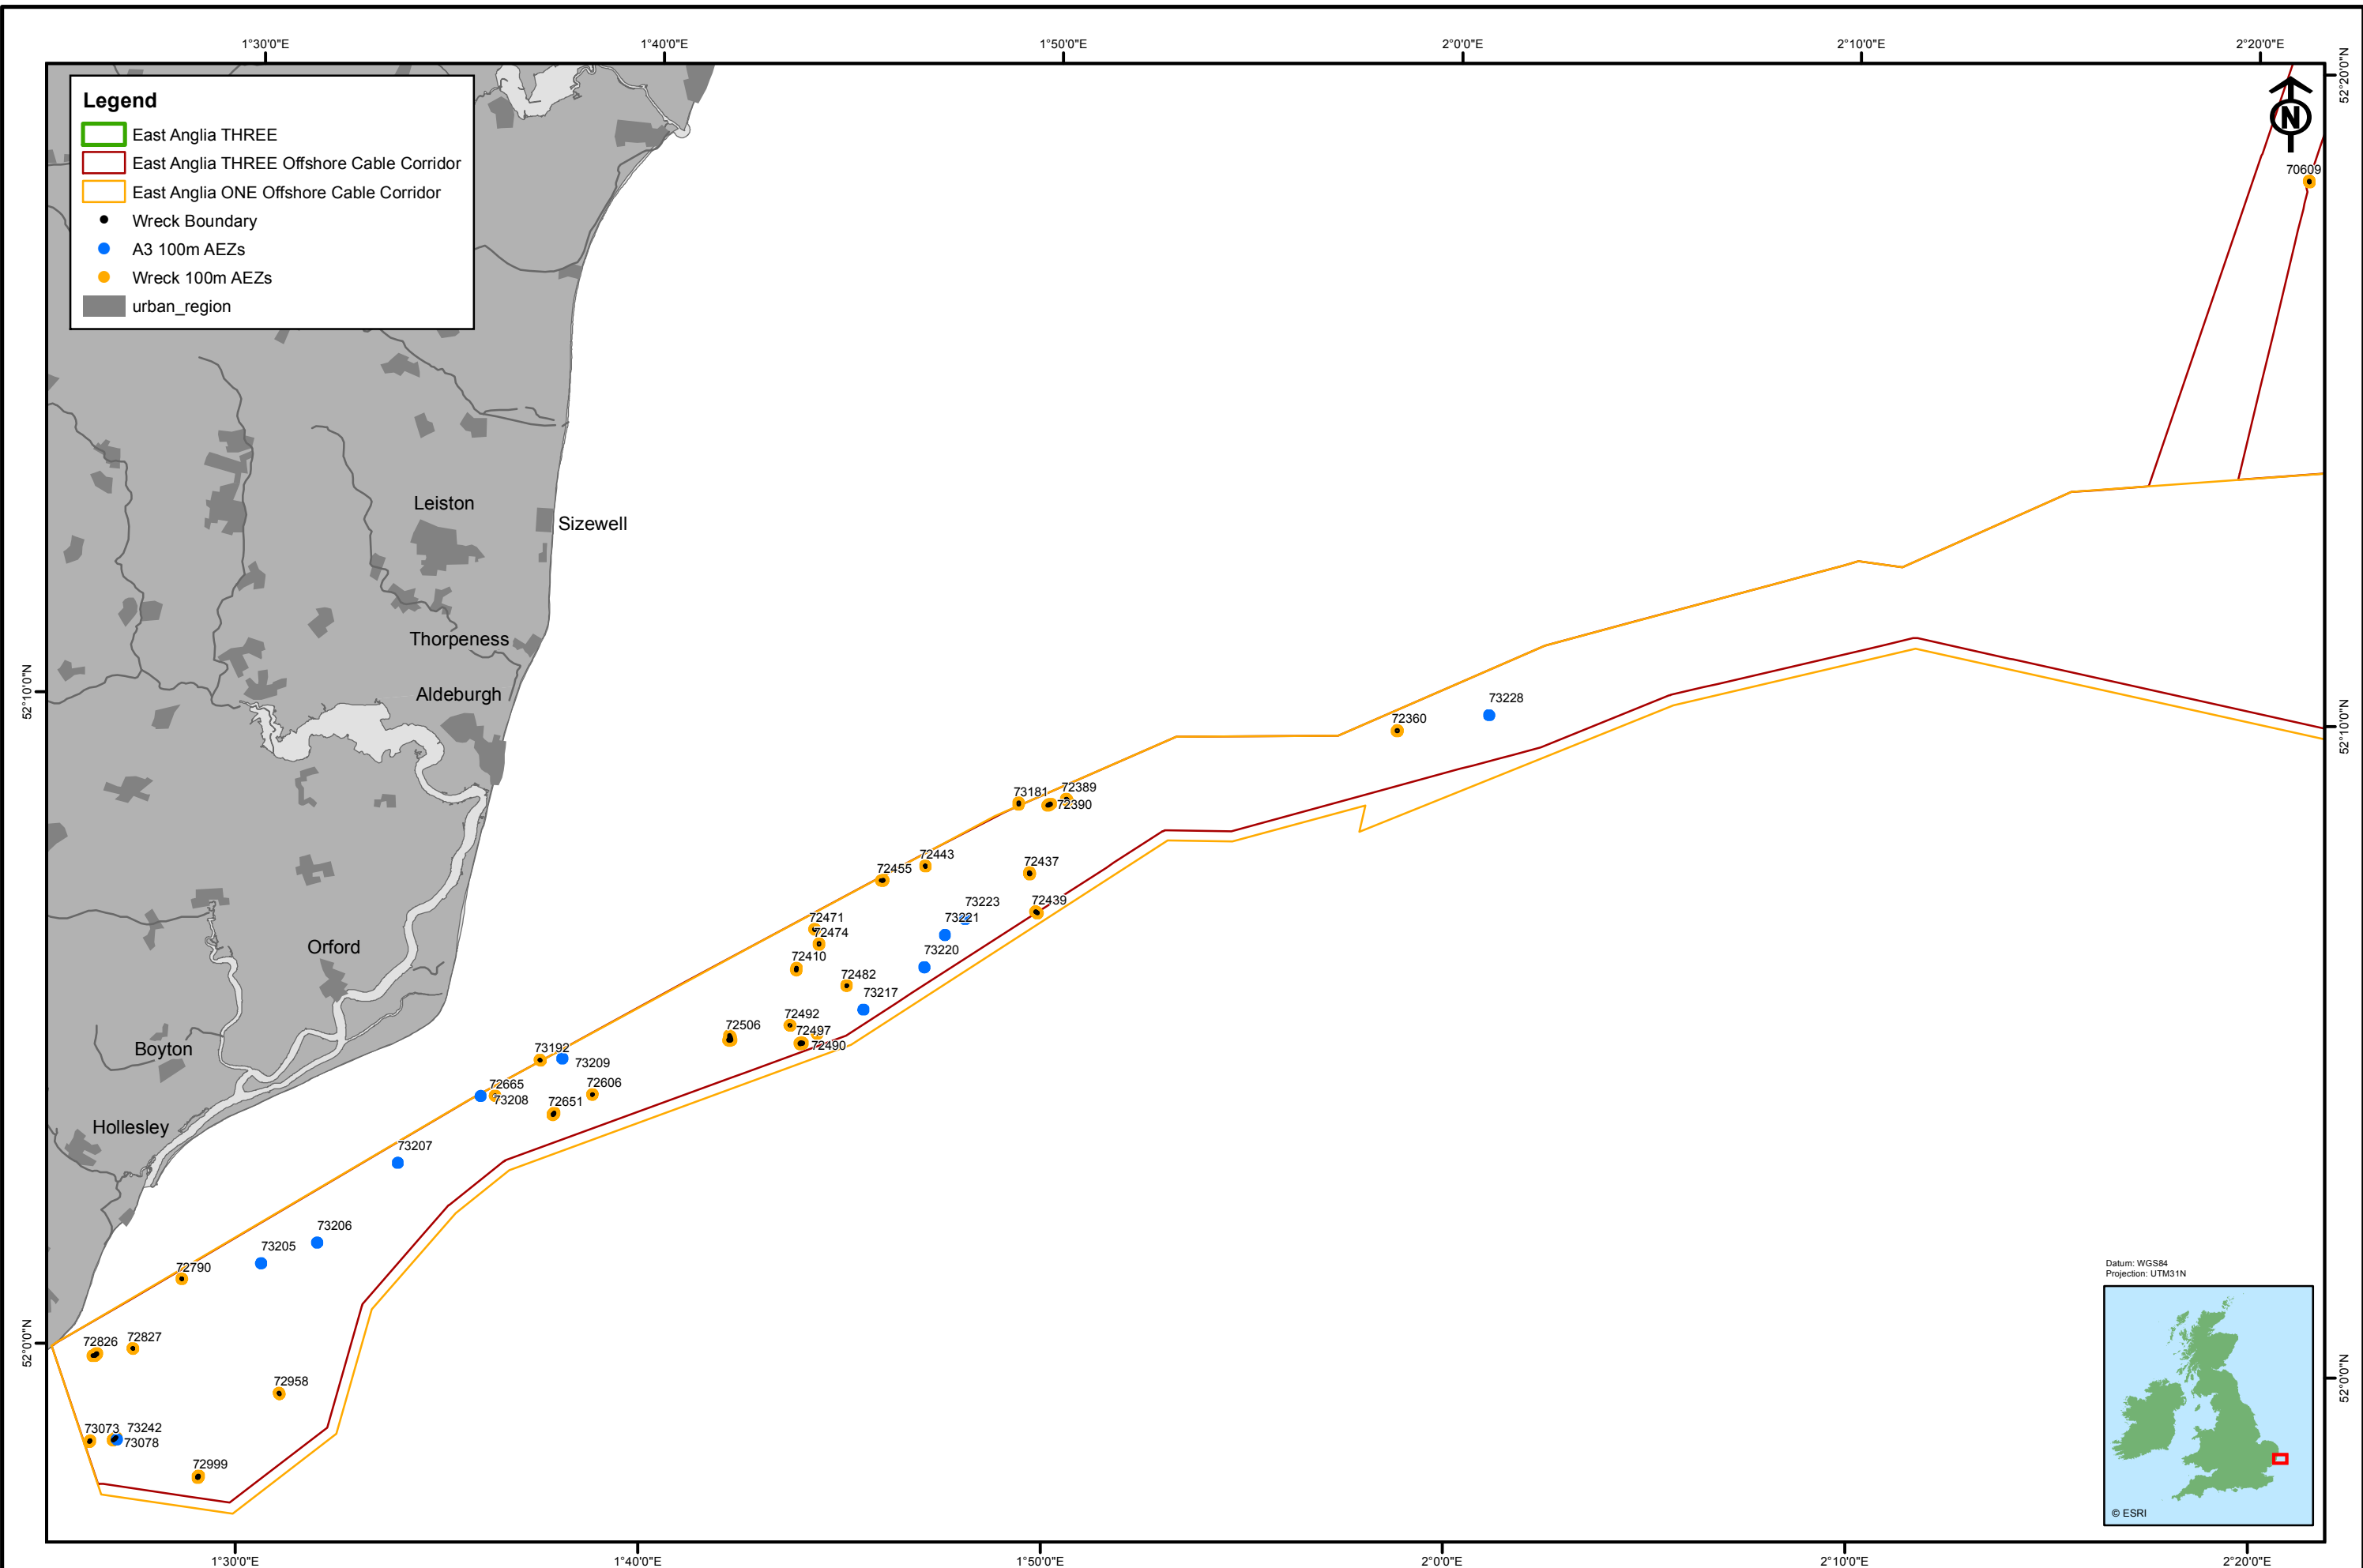 1°30'0"E
1°40'0"E
1°50'0"E
2°0'0"E
2°10'0"E
2°20'0"E
52°20'0"N
Legend
East Anglia THREE
East Anglia THREE Offshore Cable Corridor
East Anglia ONE Offshore Cable Corridor
Wreck Boundary
A3 100m AEZs
Wreck 100m AEZs
urban_region
N
70609
Leiston
Sizewell
Thorpeness
Aldeburgh
52°10'0"N
52°10'0"N
73228
72360
73181
72389
72390
72443
72455
72437
72439
73223
73221
72471
72474
73220
72410
72482
73217
Orford
72492
72506
72497
72490
Boyton
73192
73209
72665
73208
72606
72651
Hollesley
73207
73206
73205
72790
52°0'0"N
52°0'0"N
72826
72827
72958
73073
73242
73078
72999
Datum: WGS84
Projection: UTM31N
© ESRI
1°30'0"E
1°40'0"E
1°50'0"E
2°0'0"E
2°10'0"E
2°20'0"E